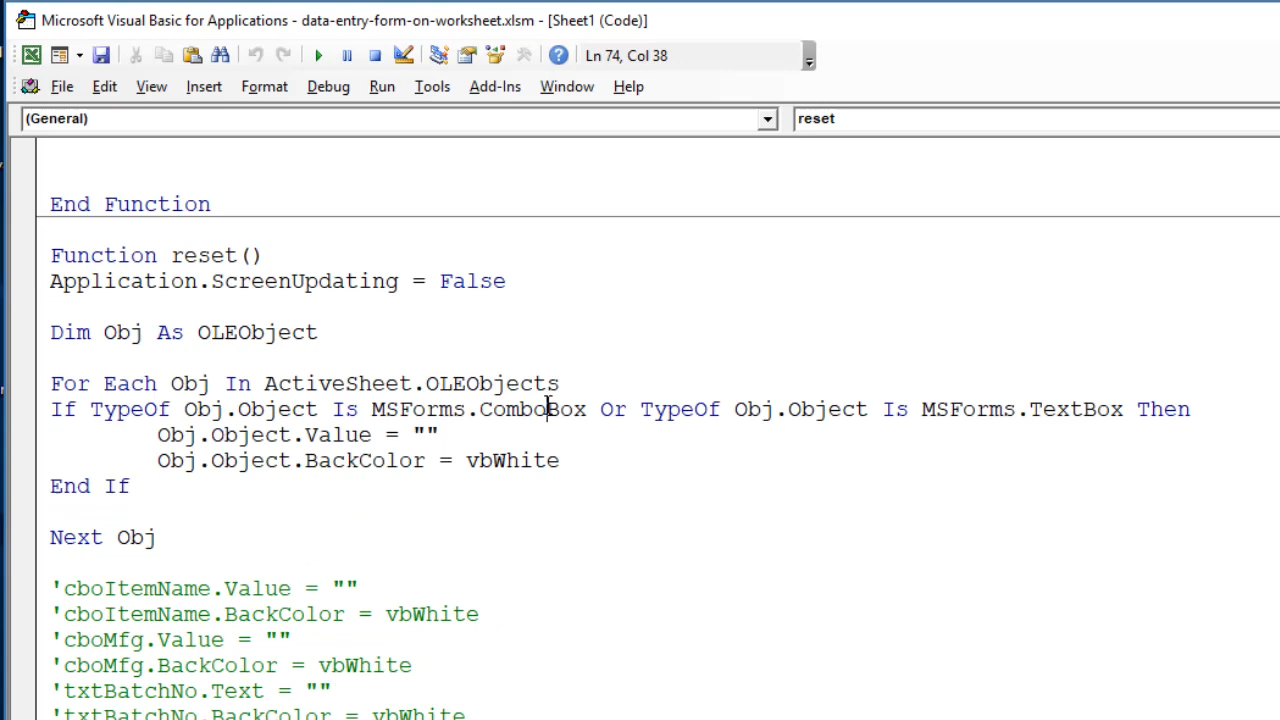 Microsoft Visual Basic for Applications - data-entry-form-on-worksheet.xlsm - [Sheet1 (Code)]
Ln 74, Col 38
File Edit View Insert Format Debug Run Tools Add-Ins Window Help
(General) reset
End Function
Function reset()
Application.ScreenUpdating = False
Dim Obj As OLEObject
For Each Obj In ActiveSheet.OLEObjects
If TypeOf Obj.Object Is MSForms.ComboBox Or TypeOf Obj.Object Is MSForms.TextBox Then
Obj.Object.Value = ""
Obj.Object.BackColor = vbWhite
End If
Next Obj
'cboItemName.Value = ""
'cboItemName.BackColor = vbWhite
'cboMfg.Value = ""
'cboMfg.BackColor = vbWhite
'txtBatchNo.Text = ""
'txtBatchNo.BackColor = vbWhite